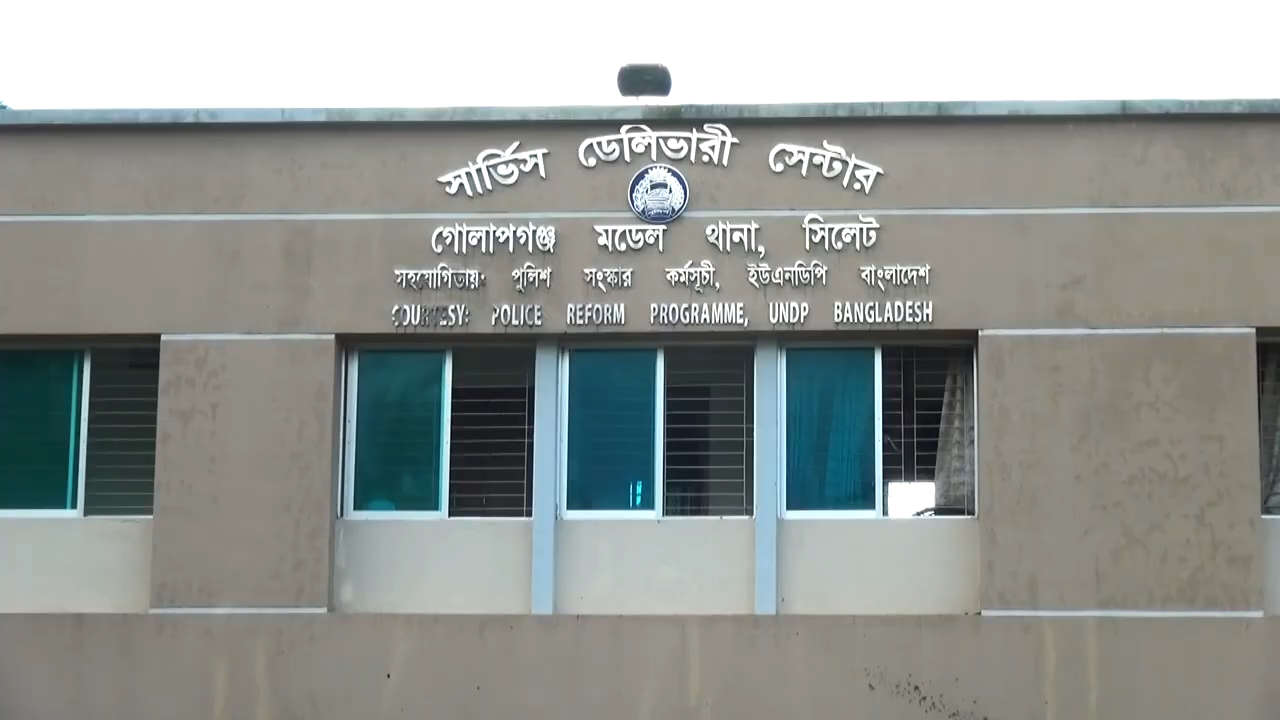 সার্ভিস ডেলিভারী সেন্টার
গোলাপগঞ্জ মডেল থানা, সিলেট
সহযোগিতায়: পুলিশ সংস্কার কর্মসূচী, ইউএনডিপি বাংলাদেশ
COURTESY: POLICE REFORM PROGRAMME, UNDP BANGLADESH